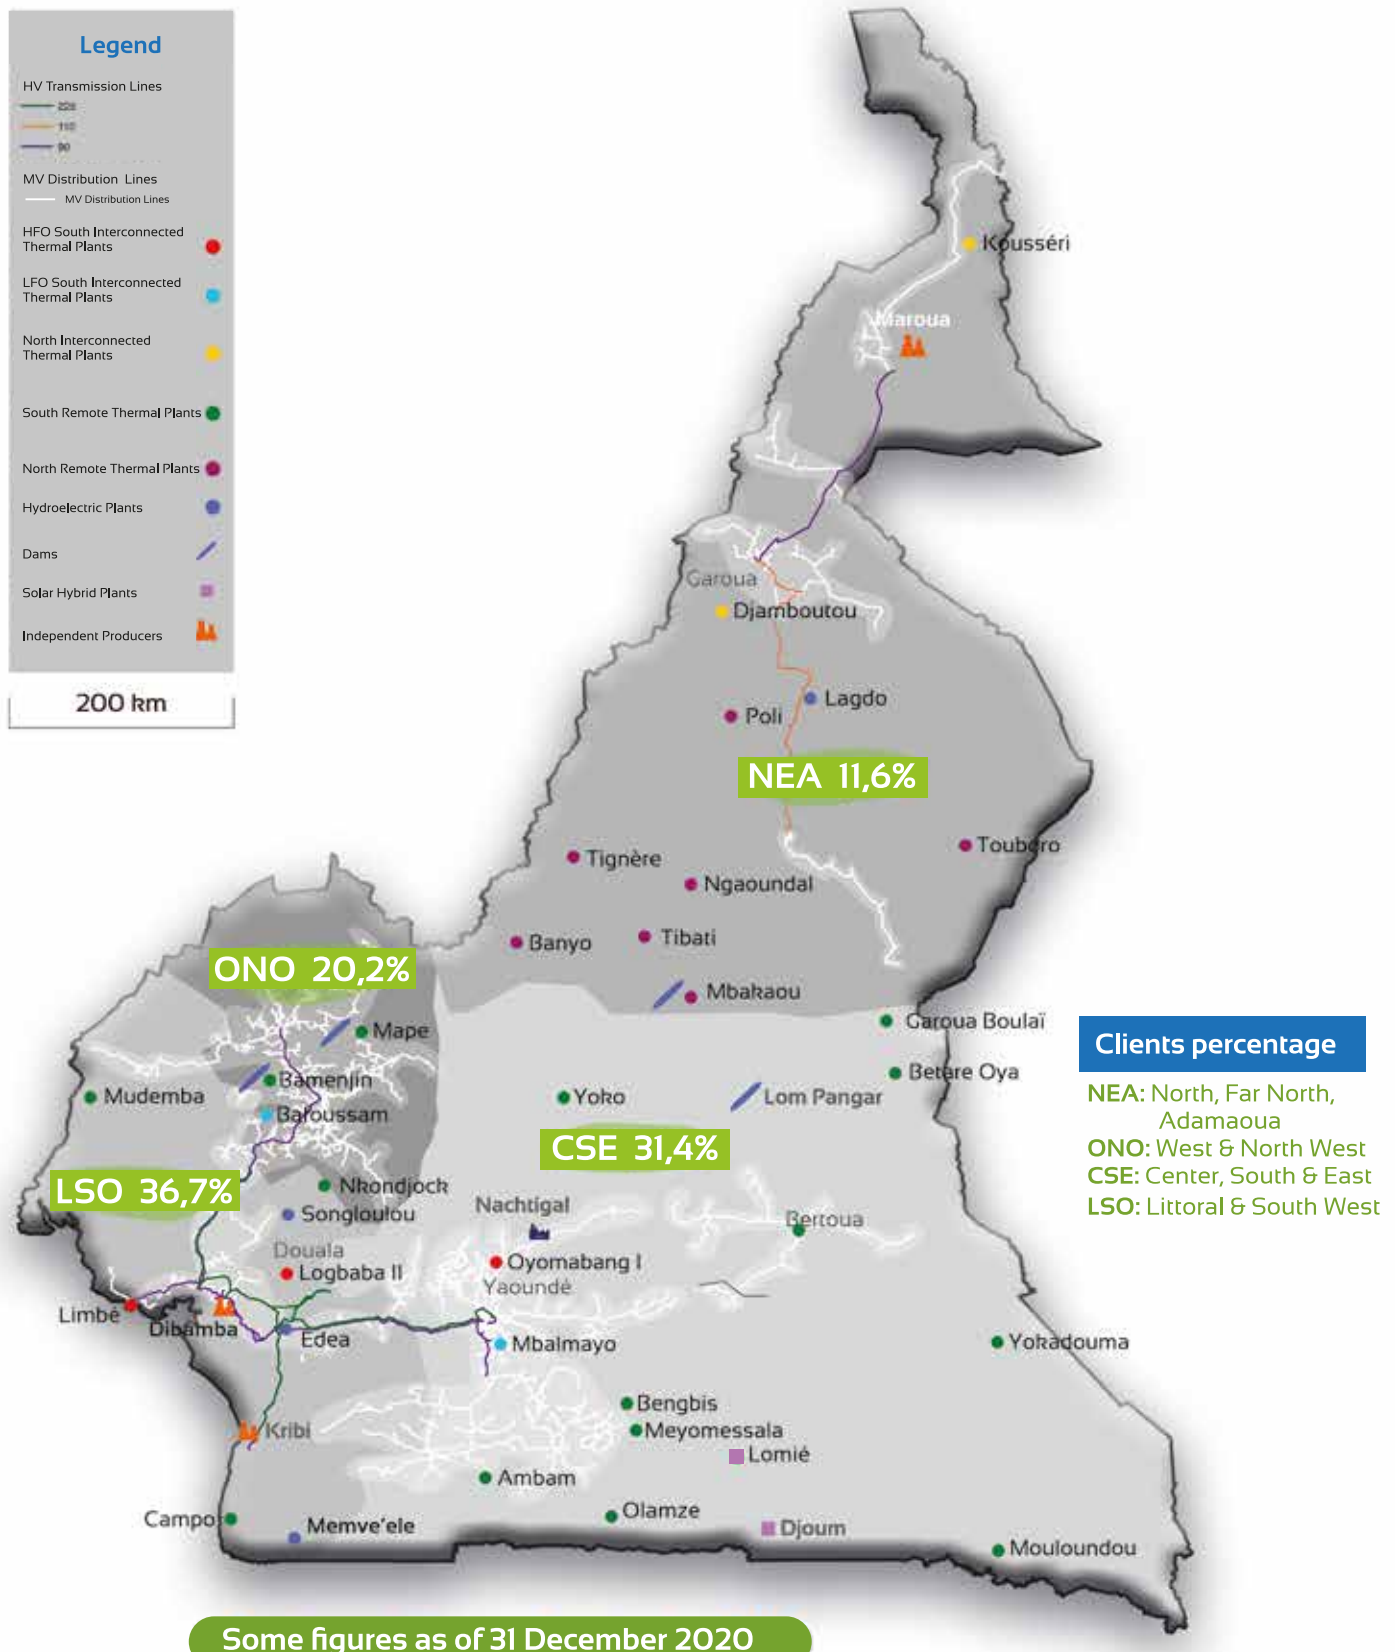 Legend
HV Transmission Lines
225
110
90
MV Distribution Lines
MV Distribution Lines
HFO South Interconnected
Thermal Plants
LFO South Interconnected
Thermal Plants
North Interconnected
Thermal Plants
South Remote Thermal Plants
North Remote Thermal Plants
Hydroelectric Plants
Dams
Solar Hybrid Plants
Independent Producers
200 km
Kousséri
Maroua
Garoua
Djamboutou
Lagdo
Poli
NEA 11,6%
Touboro
Tignère
Ngaoundal
Tibati
Banyo
ONO 20,2%
Mbakaou
Garoua Boulaï
Mape
Betare Oya
Bamenjin
Mudemba
Yoko
Lom Pangar
Bafoussam
CSE 31,4%
LSO 36,7%
Nkondjock
Songloulou
Nachtigal
Bertoua
Douala
Logbaba II
Oyomabang I
Yaoundé
Limbé
Dibamba
Edea
Mbalmayo
Yokadouma
Bengbis
Meyomessala
Kribi
Lomié
Ambam
Olamze
Campo
Memve'ele
Djoum
Mouloundou
Clients percentage
NEA: North, Far North,
Adamaoua
ONO: West & North West
CSE: Center, South & East
LSO: Littoral & South West
Some figures as of 31 December 2020